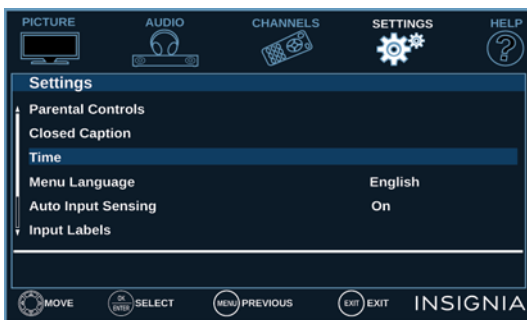 PICTURE AUDIO CHANNELS SETTINGS HELP
?
Settings
Parental Controls
Closed Caption
Time
Menu Language English
Auto Input Sensing On
Input Labels
MOVE OK ENTER SELECT MENU PREVIOUS EXIT EXIT INSIGNIA